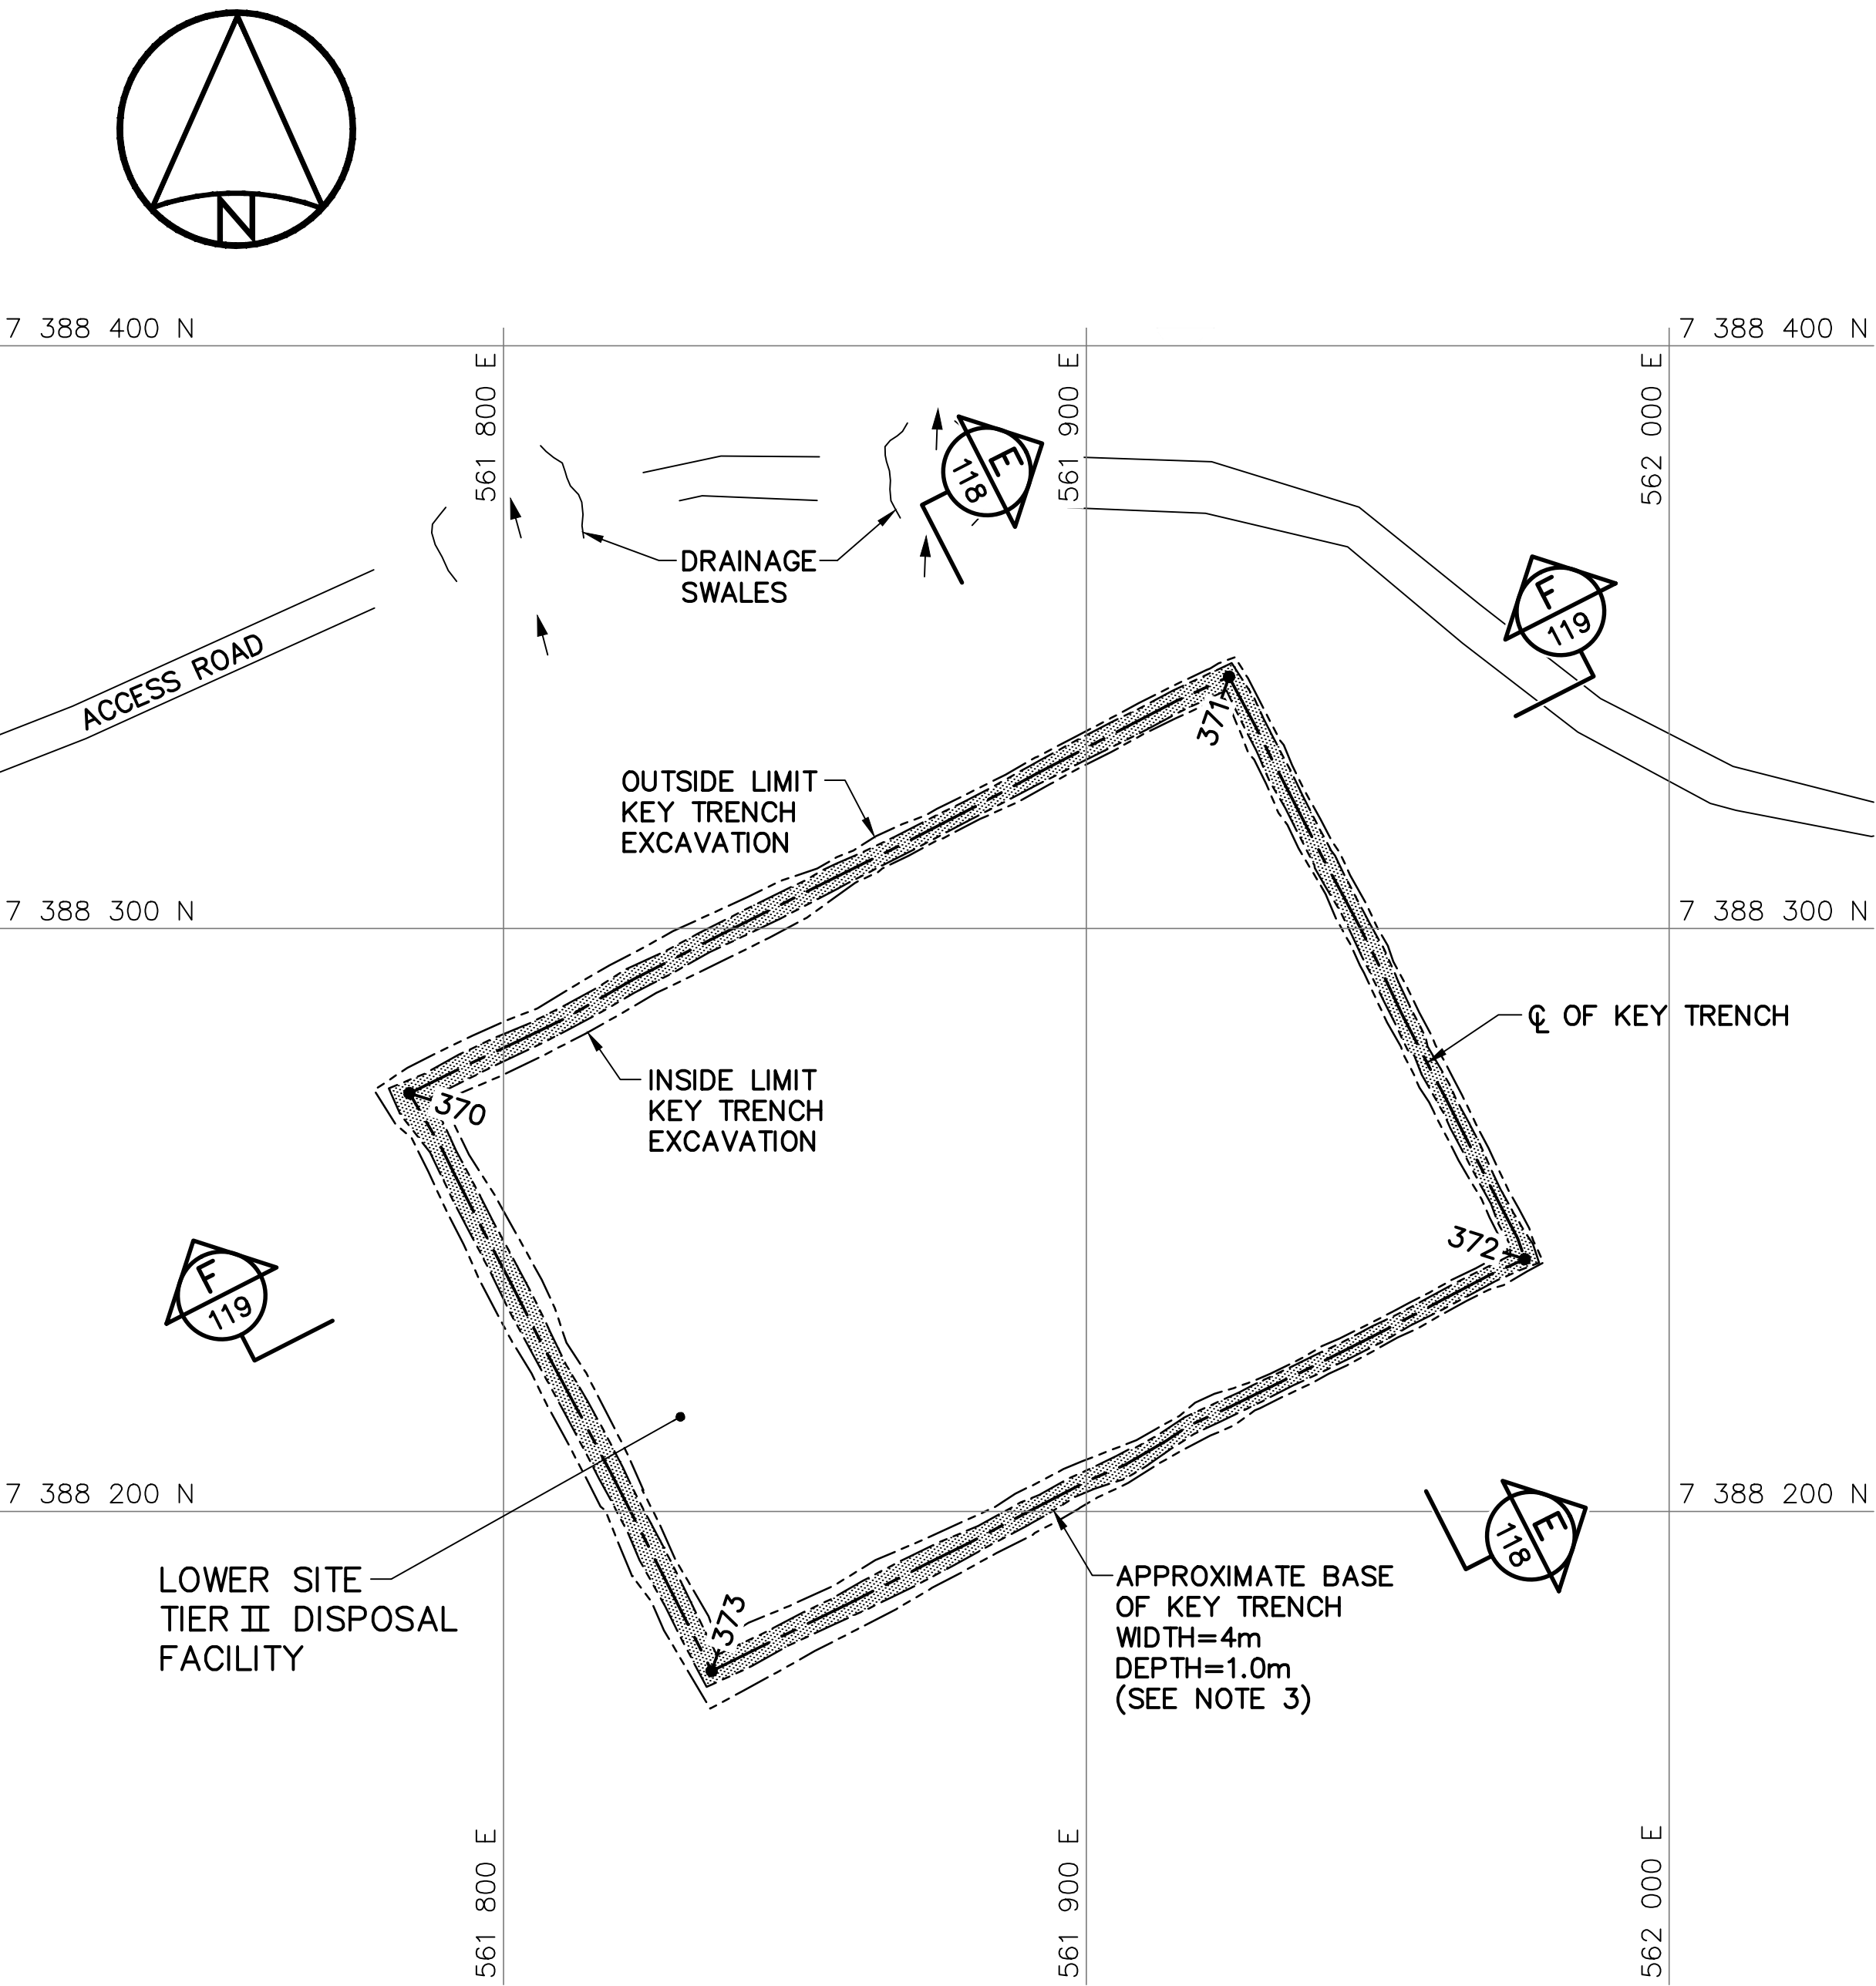 N
7 388 400 N
7 388 400 N
561 800 E
561 900 E
562 000 E
E
118
F
119
DRAINAGE
SWALES
ACCESS ROAD
371
OUTSIDE LIMIT
KEY TRENCH
EXCAVATION
7 388 300 N
7 388 300 N
℄ OF KEY TRENCH
INSIDE LIMIT
KEY TRENCH
EXCAVATION
370
372
F
119
7 388 200 N
7 388 200 N
E
118
LOWER SITE
TIER II DISPOSAL
FACILITY
373
APPROXIMATE BASE
OF KEY TRENCH
WIDTH=4m
DEPTH=1.0m
(SEE NOTE 3)
561 800 E
561 900 E
562 000 E